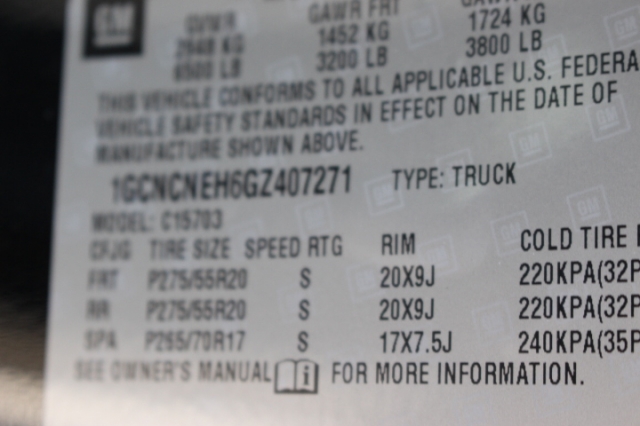 GM
GVWR GAWR FRT
2948 KG 1452 KG 1724 KG
6500 LB 3200 LB 3800 LB
THIS VEHICLE CONFORMS TO ALL APPLICABLE U.S. FEDERA
VEHICLE SAFETY STANDARDS IN EFFECT ON THE DATE OF
MANUFACTURE SHOWN ABOVE.
1GCNCNEH6GZ407271 TYPE: TRUCK
MODEL: C15703
CFJG TIRE SIZE SPEED RTG RIM COLD TIRE
FRT P275/55R20 S 20X9J 220KPA(32P
RR P275/55R20 S 20X9J 220KPA(32P
SPA P265/70R17 S 17X7.5J 240KPA(35P
SEE OWNER'S MANUAL i FOR MORE INFORMATION.